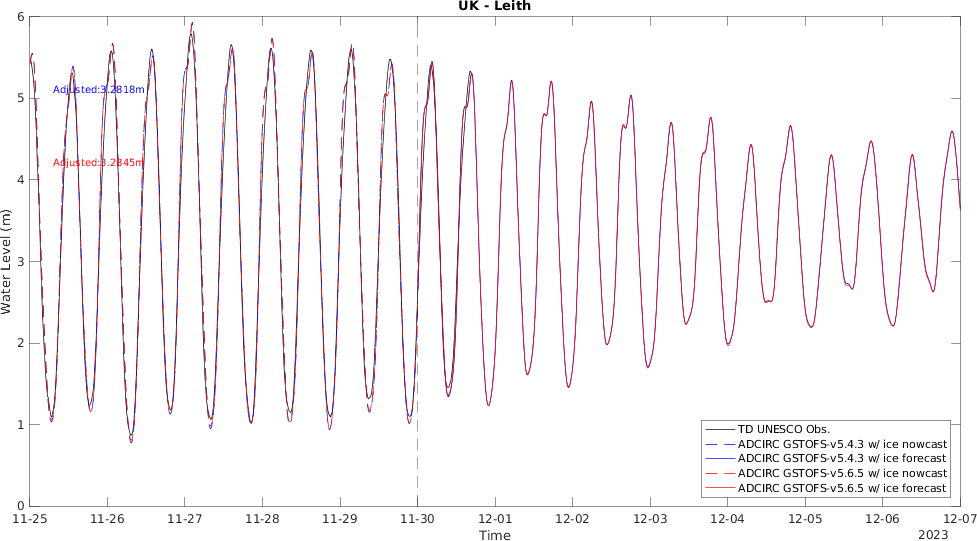 UK - Leith
6
5
4
3
2
1
0
Water Level (m)
Adjusted:3.2818m
Adjusted:3.2845m
TD UNESCO Obs.
ADCIRC GSTOFS-v5.4.3 w/ ice nowcast
ADCIRC GSTOFS-v5.4.3 w/ ice forecast
ADCIRC GSTOFS-v5.6.5 w/ ice nowcast
ADCIRC GSTOFS-v5.6.5 w/ ice forecast
11-25 11-26 11-27 11-28 11-29 11-30 12-01 12-02 12-03 12-04 12-05 12-06 12-07
Time
2023